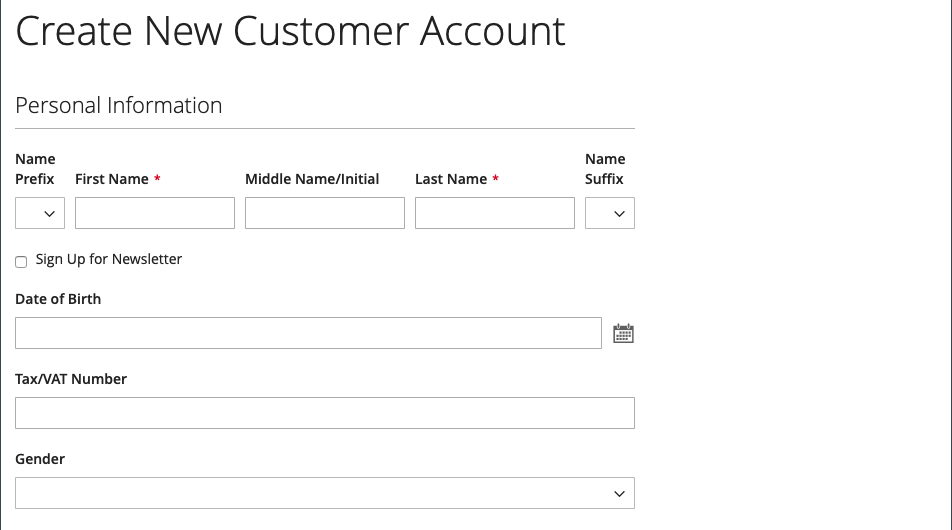 Create New Customer Account
Personal Information
Name Prefix
First Name *
Middle Name/Initial
Last Name *
Name Suffix
Sign Up for Newsletter
Date of Birth
Tax/VAT Number
Gender